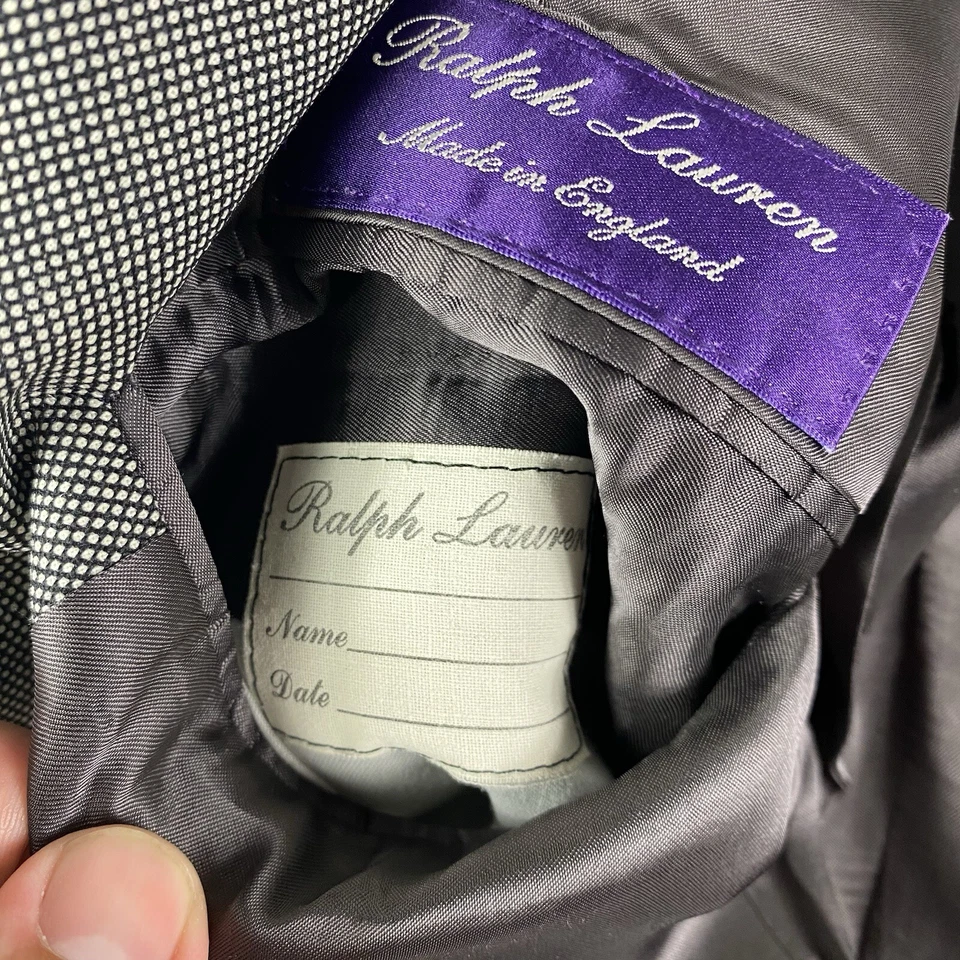 Ralph Lauren
Made in England
Ralph Lauren
Name
Date